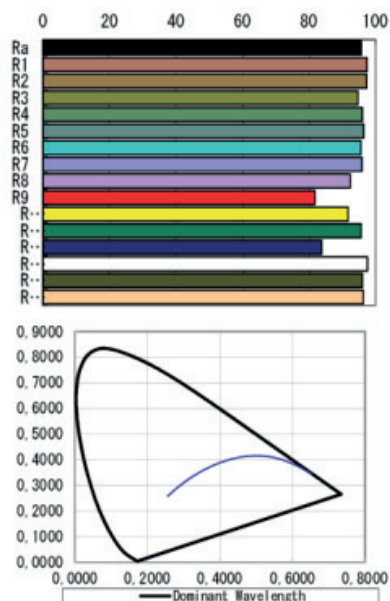 0 20 40 60 80 100
Ra
R1
R2
R3
R4
R5
R6
R7
R8
R9
R··
R··
R··
R··
R··
R··
0,9000
0,8000
0,7000
0,6000
0,5000
0,4000
0,3000
0,2000
0,1000
0,0000
0,0000 0,2000 0,4000 0,6000 0,8000
Dominant Wavelength